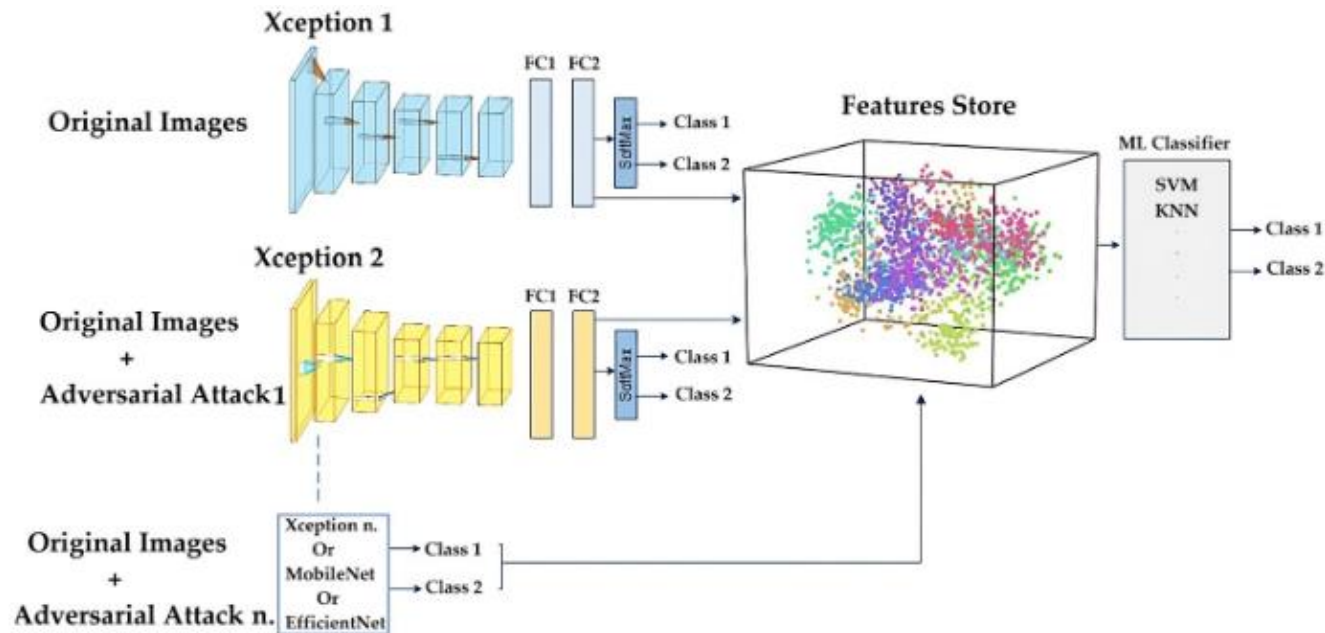 Xception 1
Original Images
FC1
FC2
SoftMax
Class 1
Class 2
Features Store
ML Classifier
SVM
KNN
Class 1
Class 2
Xception 2
Original Images
+
Adversarial Attack 1
FC1
FC2
SoftMax
Class 1
Class 2
Original Images
+
Adversarial Attack n.
Xception n.
Or
MobileNet
Or
EfficientNet
Class 1
Class 2